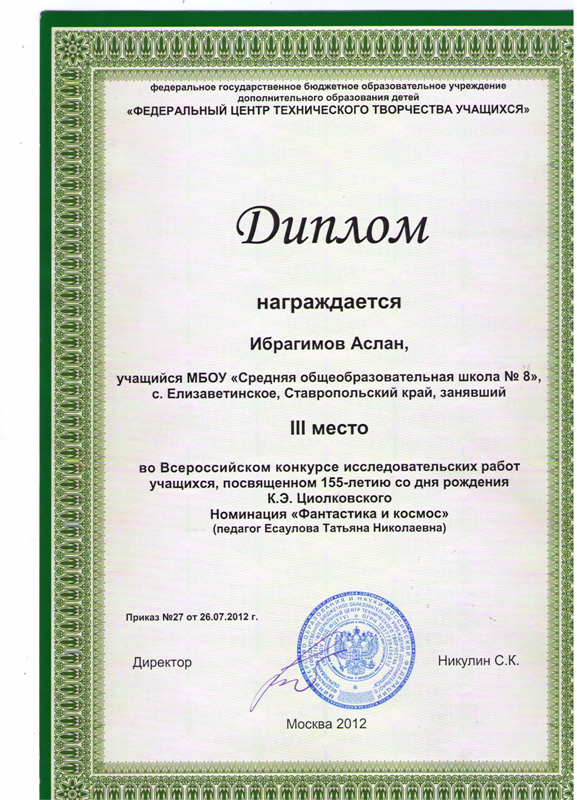 федеральное государственное бюджетное образовательное учреждение
дополнительного образования детей
«ФЕДЕРАЛЬНЫЙ ЦЕНТР ТЕХНИЧЕСКОГО ТВОРЧЕСТВА УЧАЩИХСЯ»
Диплом
награждается
Ибрагимов Аслан,
учащийся МБОУ «Средняя общеобразовательная школа № 8»,
с. Елизаветинское, Ставропольский край, занявший
III место
во Всероссийском конкурсе исследовательских работ
учащихся, посвященном 155-летию со дня рождения
К.Э. Циолковского
Номинация «Фантастика и космос»
(педагог Есаулова Татьяна Николаевна)
Приказ №27 от 26.07.2012 г.
Директор
Никулин С.К.
Москва 2012